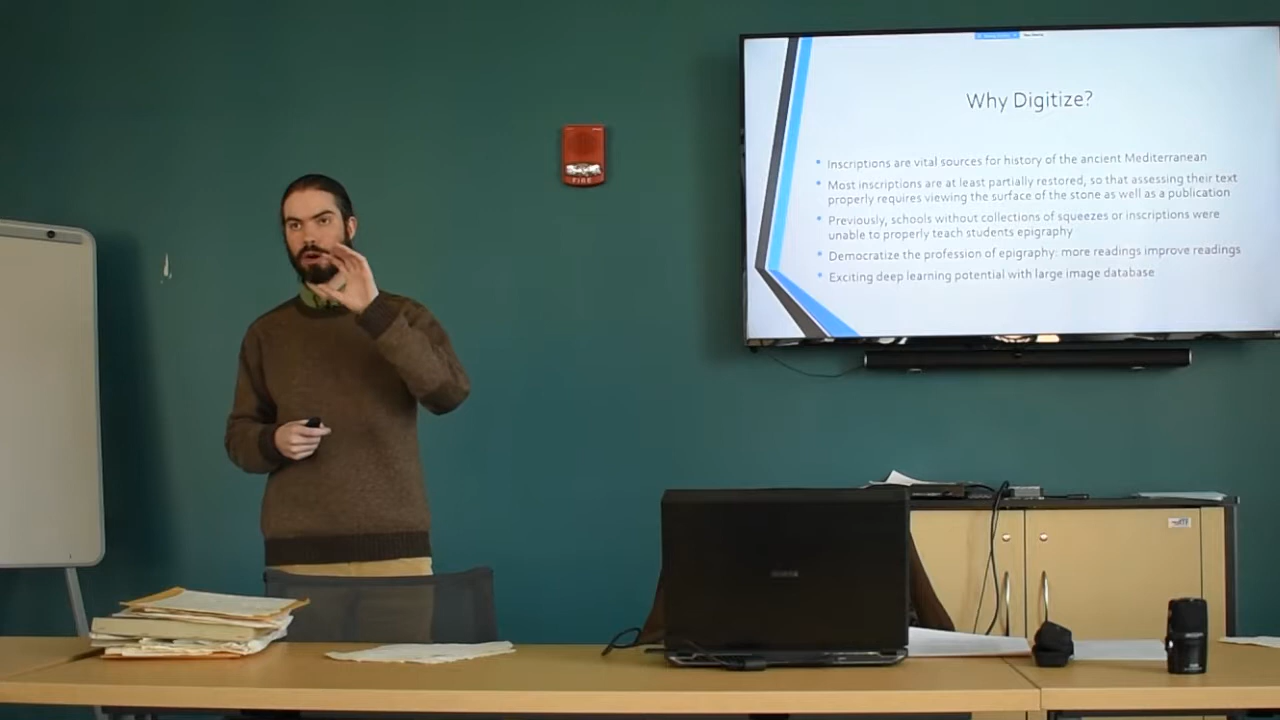 Why Digitize?
• Inscriptions are vital sources for history of the ancient Mediterranean
• Most inscriptions are at least partially restored, so that assessing their text
properly requires viewing the surface of the stone as well as a publication
• Previously, schools without collections of squeezes or inscriptions were
unable to properly teach students epigraphy
• Democratize the profession of epigraphy: more readings improve readings
• Exciting deep learning potential with large image database
FIRE